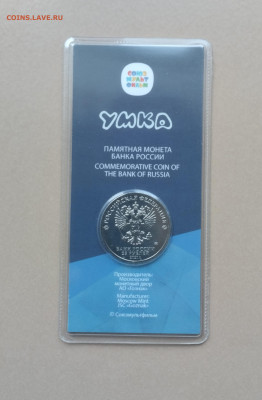 COINS.LAVE.RU
СОЮЗ
МУЛЬТ
ФИЛЬМ
УМКА
ПАМЯТНАЯ МОНЕТА
БАНКА РОССИИ
COMMEMORATIVE COIN OF
THE BANK OF RUSSIA
РОССИЙСКАЯ ФЕДЕРАЦИЯ
БАНК РОССИИ
25 РУБЛЕЙ
Производитель:
Московский
монетный двор
АО «Гознак»
Manufacturer:
Moscow Mint
JSC «Goznak»
© Союзмультфильм